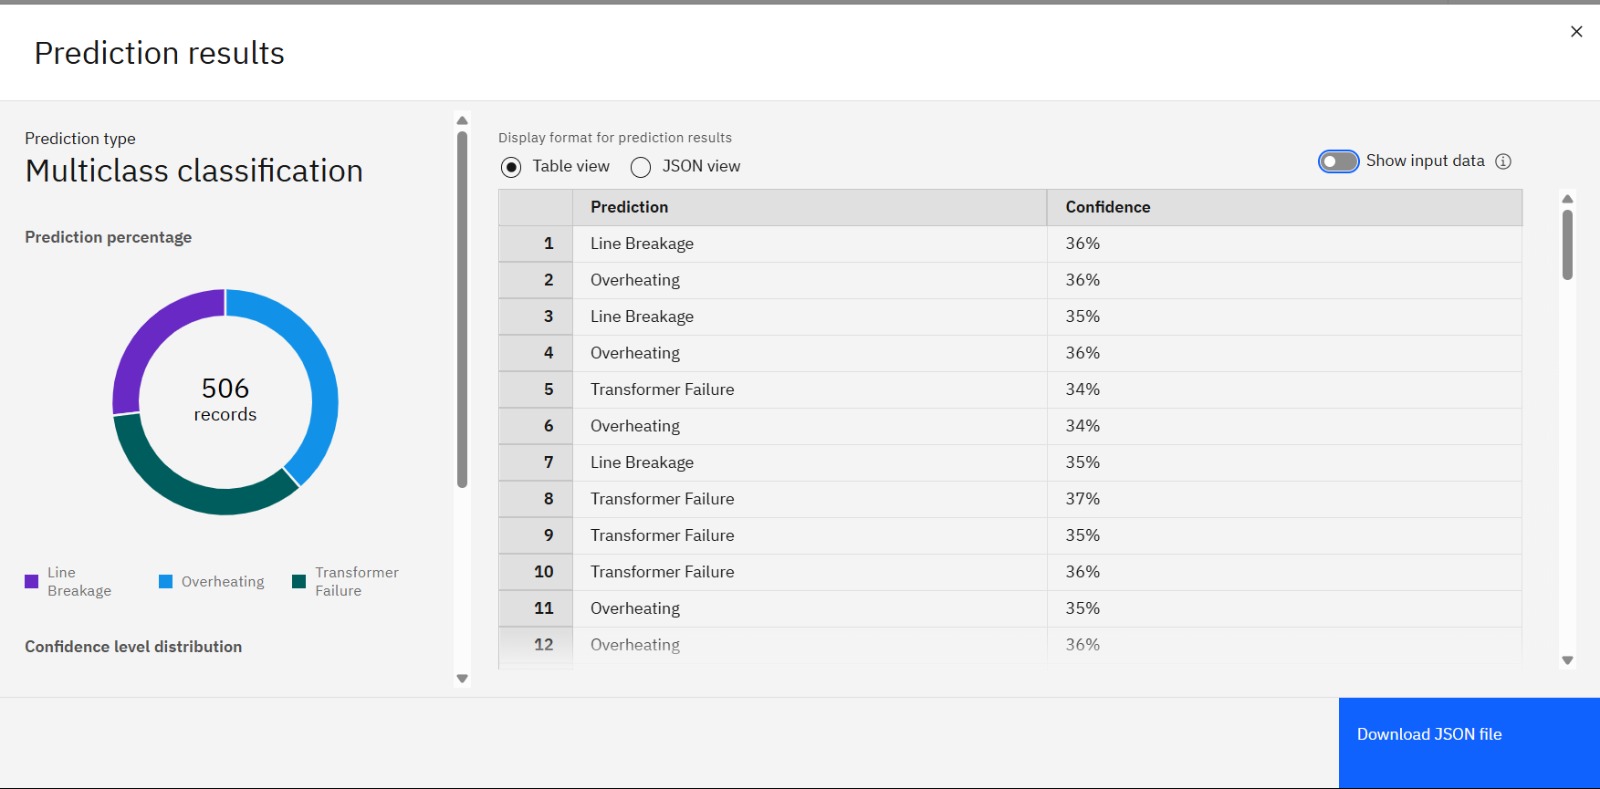 Prediction results
Prediction type
Multiclass classification
Prediction percentage
506
records
Line
Breakage
Overheating
Transformer
Failure
Confidence level distribution
Display format for prediction results
Table view JSON view
Show input data
Prediction Confidence
1 Line Breakage 36%
2 Overheating 36%
3 Line Breakage 35%
4 Overheating 36%
5 Transformer Failure 34%
6 Overheating 34%
7 Line Breakage 35%
8 Transformer Failure 37%
9 Transformer Failure 35%
10 Transformer Failure 36%
11 Overheating 35%
12 Overheating 36%
Download JSON file